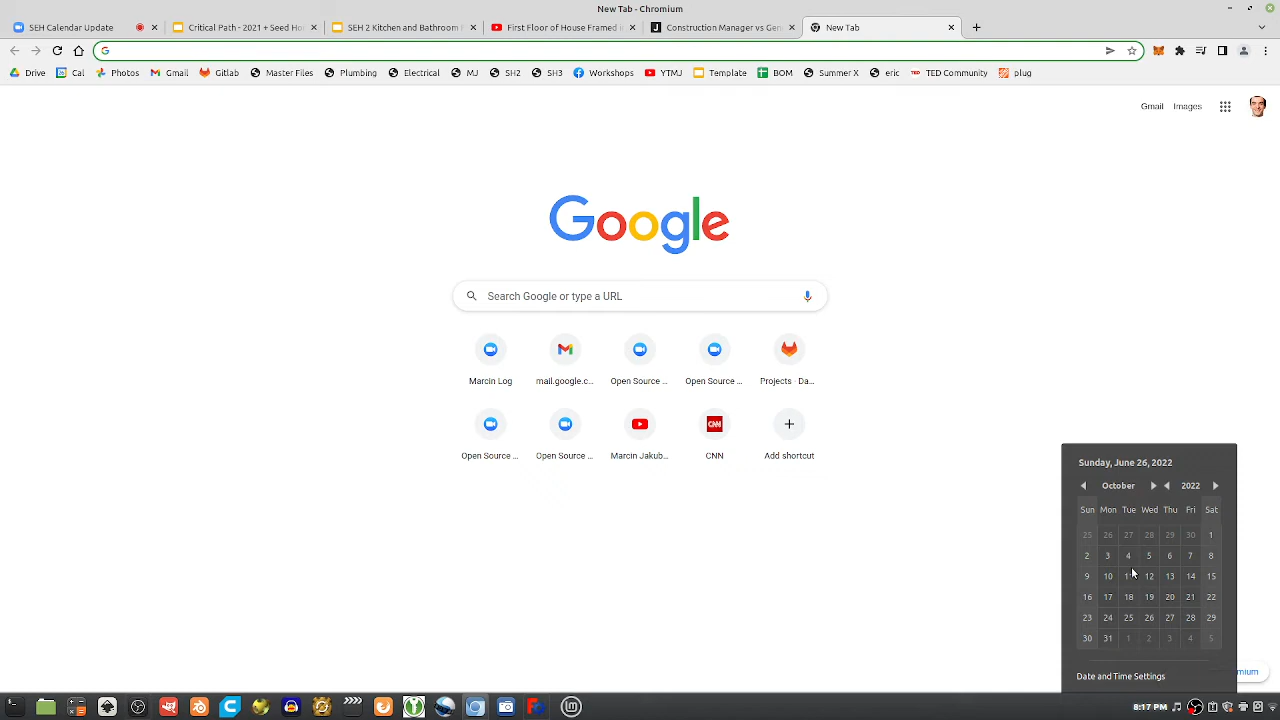 New Tab - Chromium
SEH Calendar Update
Critical Path - 2021 + Seed Ho
SEH 2 Kitchen and Bathroom
First Floor of House Framed i
Construction Manager vs Gen
New Tab
Drive Cal Photos Gmail Gitlab Master Files Plumbing Electrical MJ SH2 SH3 Workshops YTMJ Template BOM Summer X eric TED Community plug
Gmail Images
Google
Search Google or type a URL
Marcin Log mail.google.c... Open Source ... Open Source ... Projects · Da...
Open Source ... Open Source ... Marcin Jakub... CNN Add shortcut
Sunday, June 26, 2022
October 2022
Sun Mon Tue Wed Thu Fri Sat
25 26 27 28 29 30 1
2 3 4 5 6 7 8
9 10 11 12 13 14 15
16 17 18 19 20 21 22
23 24 25 26 27 28 29
30 31 1 2 3 4 5
Date and Time Settings
8:17 PM